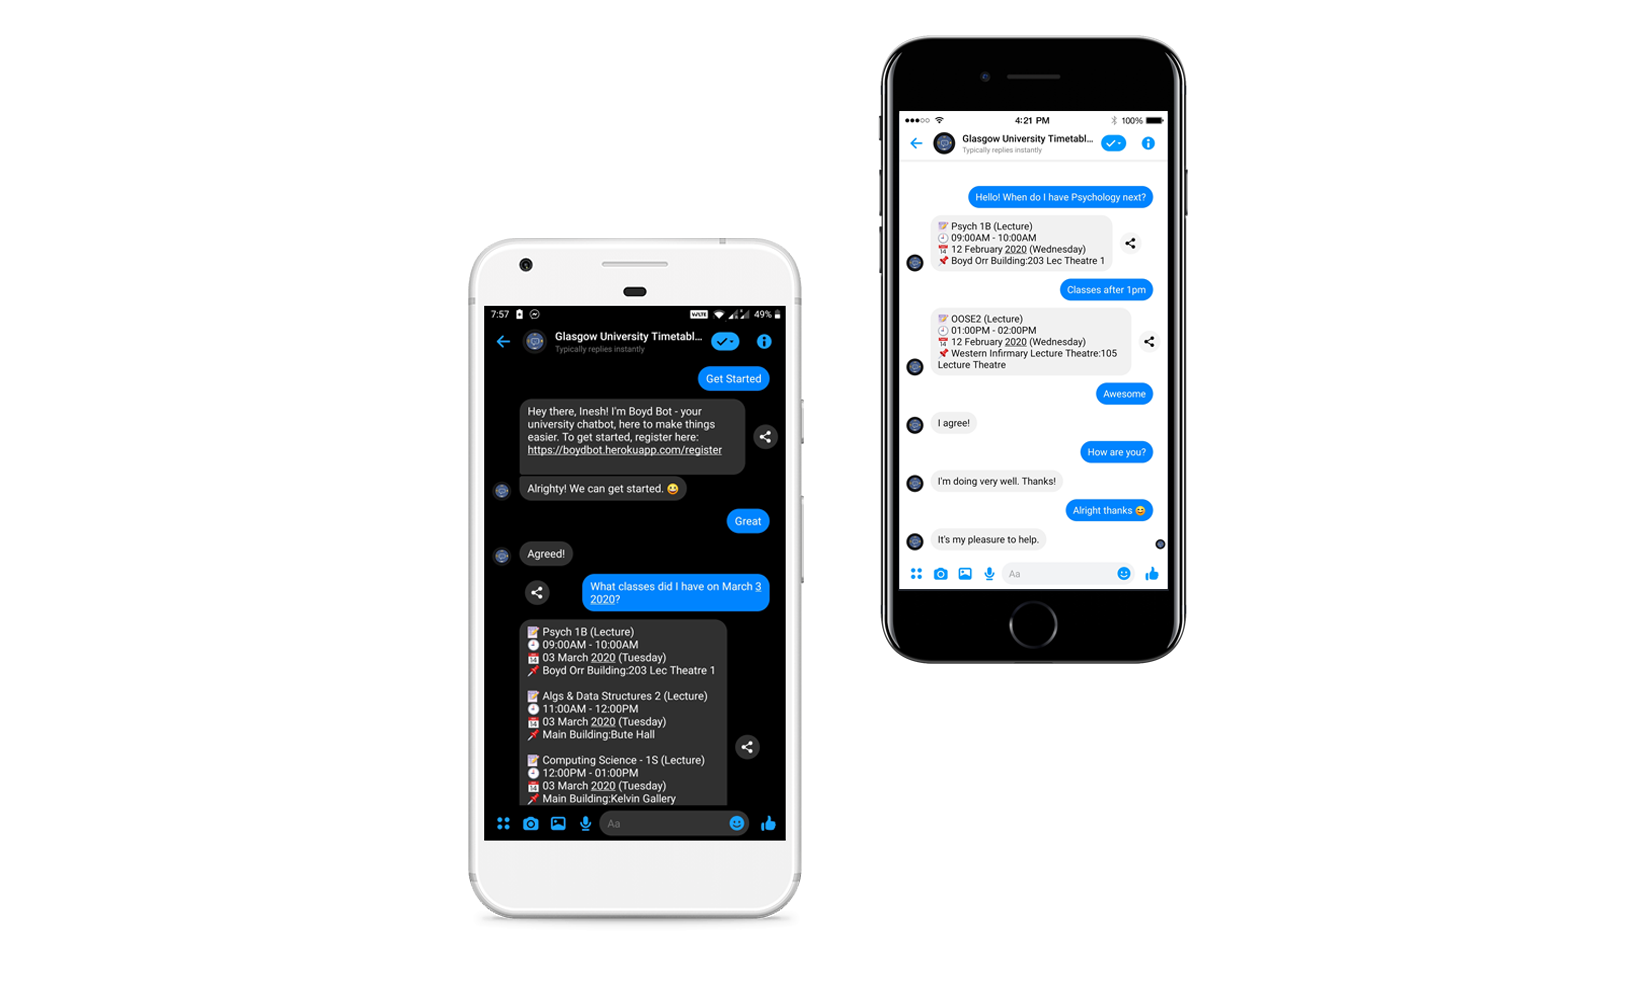 7:57
VoLTE
49%
Glasgow University Timetabl...
Typically replies instantly
Get Started
Hey there, Inesh! I'm Boyd Bot - your
university chatbot, here to make things
easier. To get started, register here:
https://boydbot.herokuapp.com/register
Alrighty! We can get started. 😀
Great
Agreed!
What classes did I have on March 3
2020?
📝 Psych 1B (Lecture)
🕘 09:00AM - 10:00AM
📅 03 March 2020 (Tuesday)
📌 Boyd Orr Building:203 Lec Theatre 1
📝 Algs & Data Structures 2 (Lecture)
🕘 11:00AM - 12:00PM
📅 03 March 2020 (Tuesday)
📌 Main Building:Bute Hall
📝 Computing Science - 1S (Lecture)
🕘 12:00PM - 01:00PM
📅 03 March 2020 (Tuesday)
📌 Main Building:Kelvin Gallery
Aa
4:21 PM
100%
Glasgow University Timetabl...
Typically replies instantly
Hello! When do I have Psychology next?
📝 Psych 1B (Lecture)
🕘 09:00AM - 10:00AM
📅 12 February 2020 (Wednesday)
📌 Boyd Orr Building:203 Lec Theatre 1
Classes after 1pm
📝 OOSE2 (Lecture)
🕘 01:00PM - 02:00PM
📅 12 February 2020 (Wednesday)
📌 Western Infirmary Lecture Theatre:105
Lecture Theatre
Awesome
I agree!
How are you?
I'm doing very well. Thanks!
Alright thanks 😊
It's my pleasure to help.
Aa